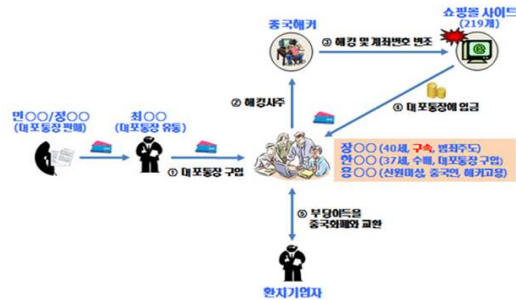 쇼핑몰 사이트
(219개)
중국해커
③ 해킹 및 계좌번호 변조
② 해킹사주
④ 대포통장에 입금
민○○/정○○
(대포통장 판매)
최○○
(대포통장 유통)
① 대포통장 구입
장○○ (40세, 구속, 범죄주도)
한○○ (37세, 수배, 대포통장 구입)
용○○ (신원미상, 중국인, 해커고용)
⑤ 부당이득을
중국화폐와 교환
환치기업자